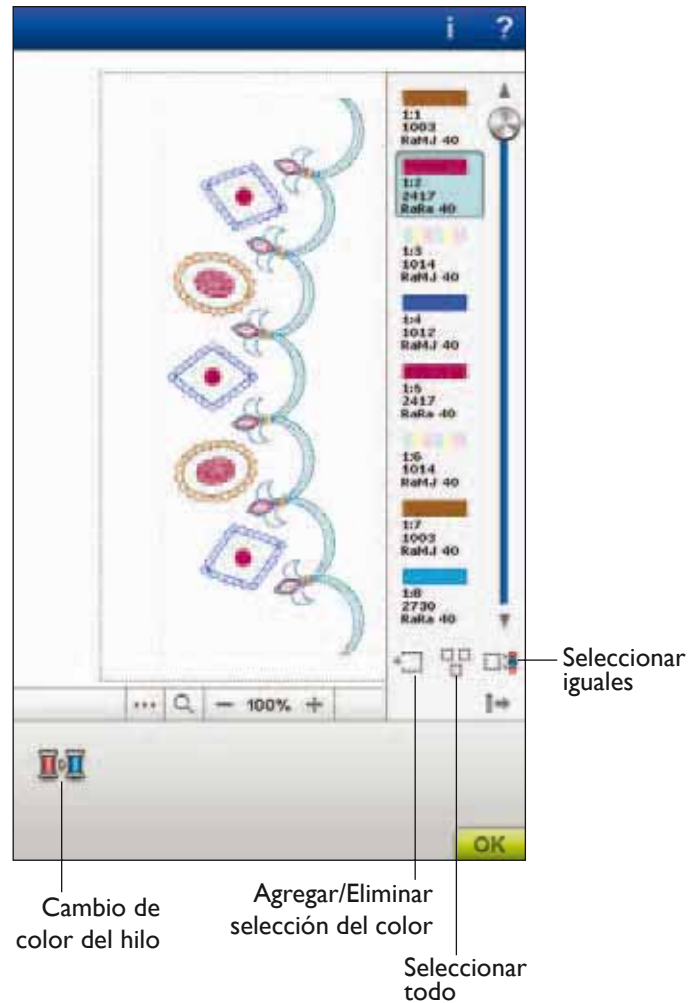 i ?
1:1
1003
RaMJ 40
1:2
2417
RaRa 40
1:3
1014
RaMJ 40
1:4
1012
RaMJ 40
1:5
2417
RaRa 40
1:6
1014
RaMJ 40
1:7
1003
RaMJ 40
1:8
2730
RaRa 40
Seleccionar
iguales
... − 100% +
OK
Cambio de
color del hilo
Agregar/Eliminar
selección del color
Seleccionar
todo